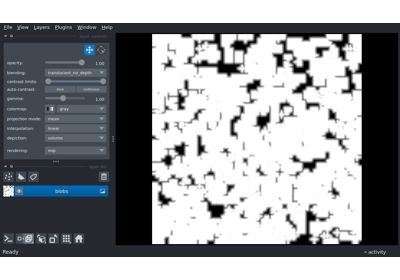 File View Layers Plugins Window Help
opacity: 1.00
blending: translucent_no_depth
contrast limits:
auto-contrast: once continuous
gamma: 1.00
colormap: gray
projection mode: mean
interpolation: linear
depiction: volume
rendering: mip
blobs
Ready activity